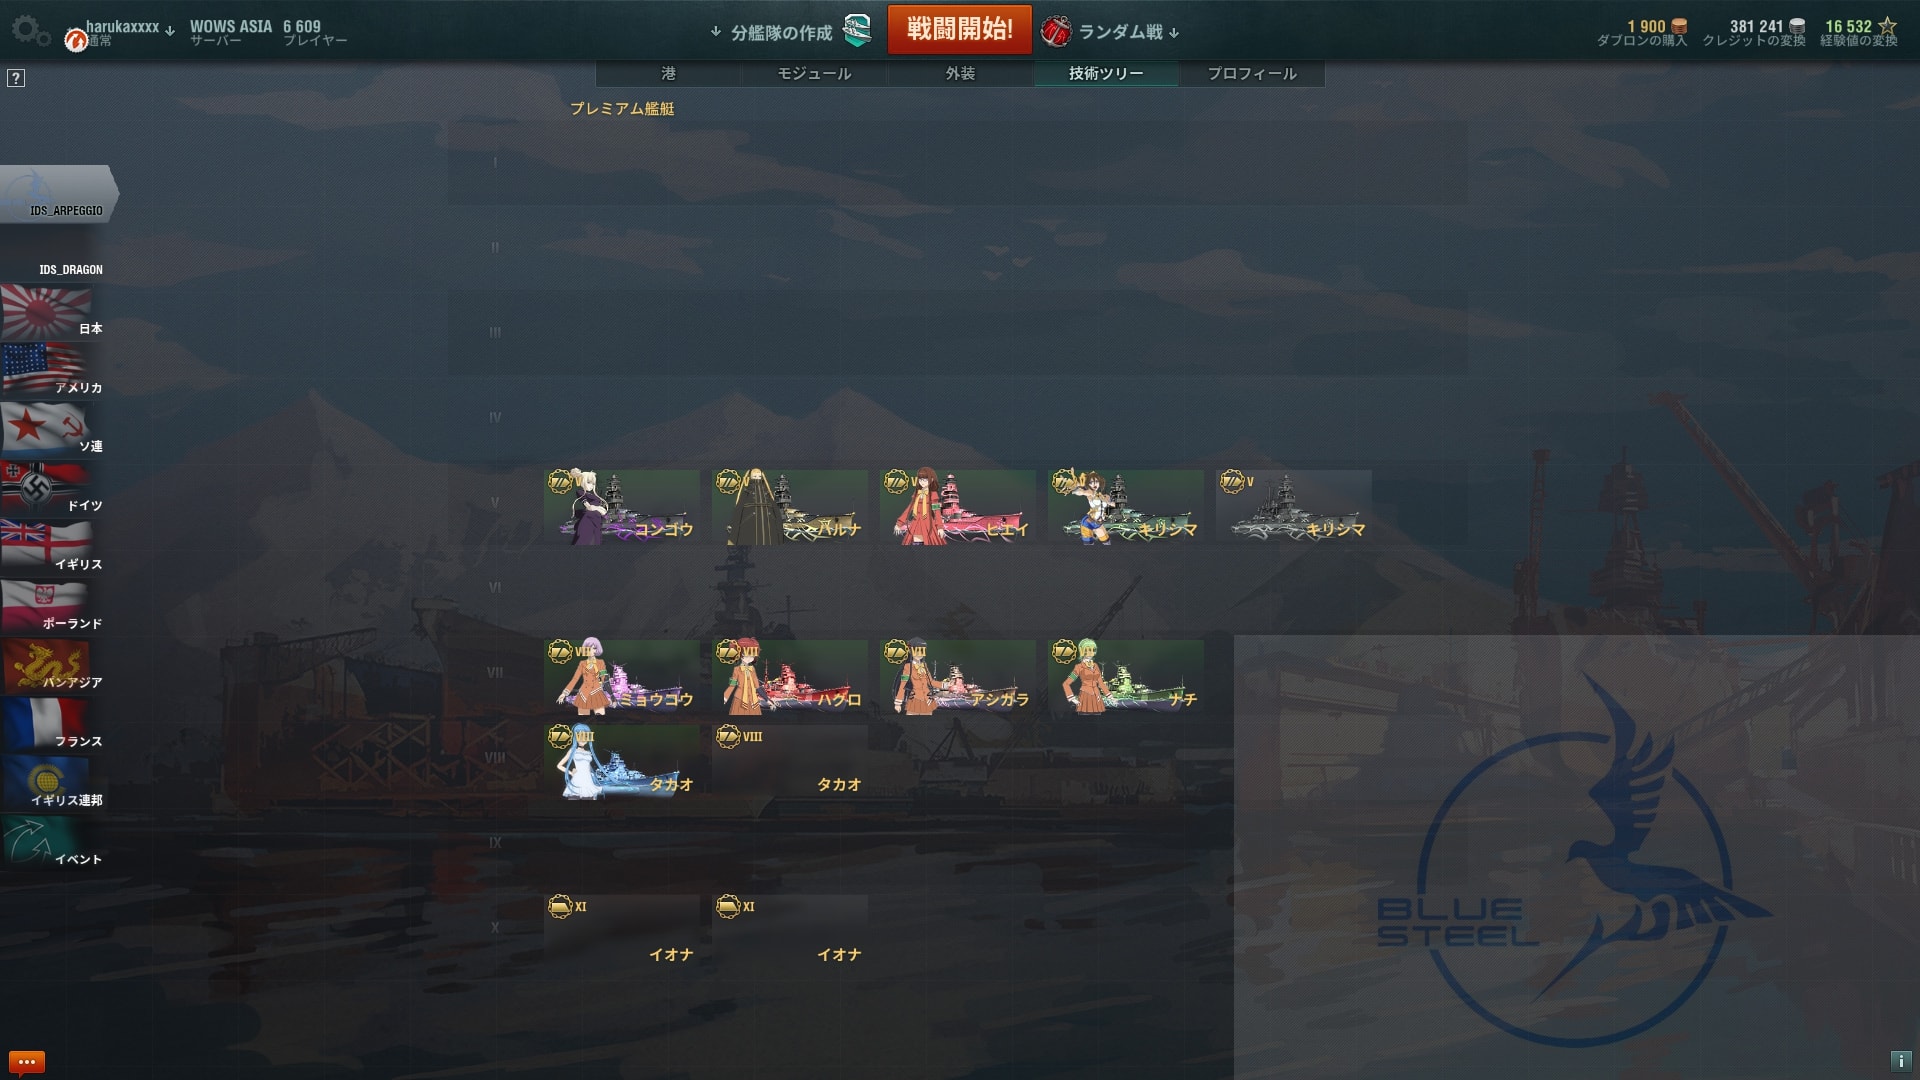 harukaxxxx
通常
WOWS ASIA 6 609
サーバー プレイヤー
分艦隊の作成
戦闘開始!
ランダム戦
1 900
ダブロンの購入
381 241
クレジットの変換
16 532
経験値の変換
?
港
モジュール
外装
技術ツリー
プロフィール
プレミアム艦艇
I
II
III
IV
V
VI
VII
VIII
IX
X
IDS_ARPEGGIO
IDS_DRAGON
日本
アメリカ
ソ連
ドイツ
イギリス
ポーランド
パンアジア
フランス
イギリス連邦
イベント
コンゴウ
ハルナ
ヒエイ
キリシマ
V
キリシマ
VII
ミョウコウ
VII
ハグロ
VII
アシガラ
VII
ナチ
VIII
タカオ
VIII
タカオ
XI
イオナ
XI
イオナ
BLUE
STEEL
i